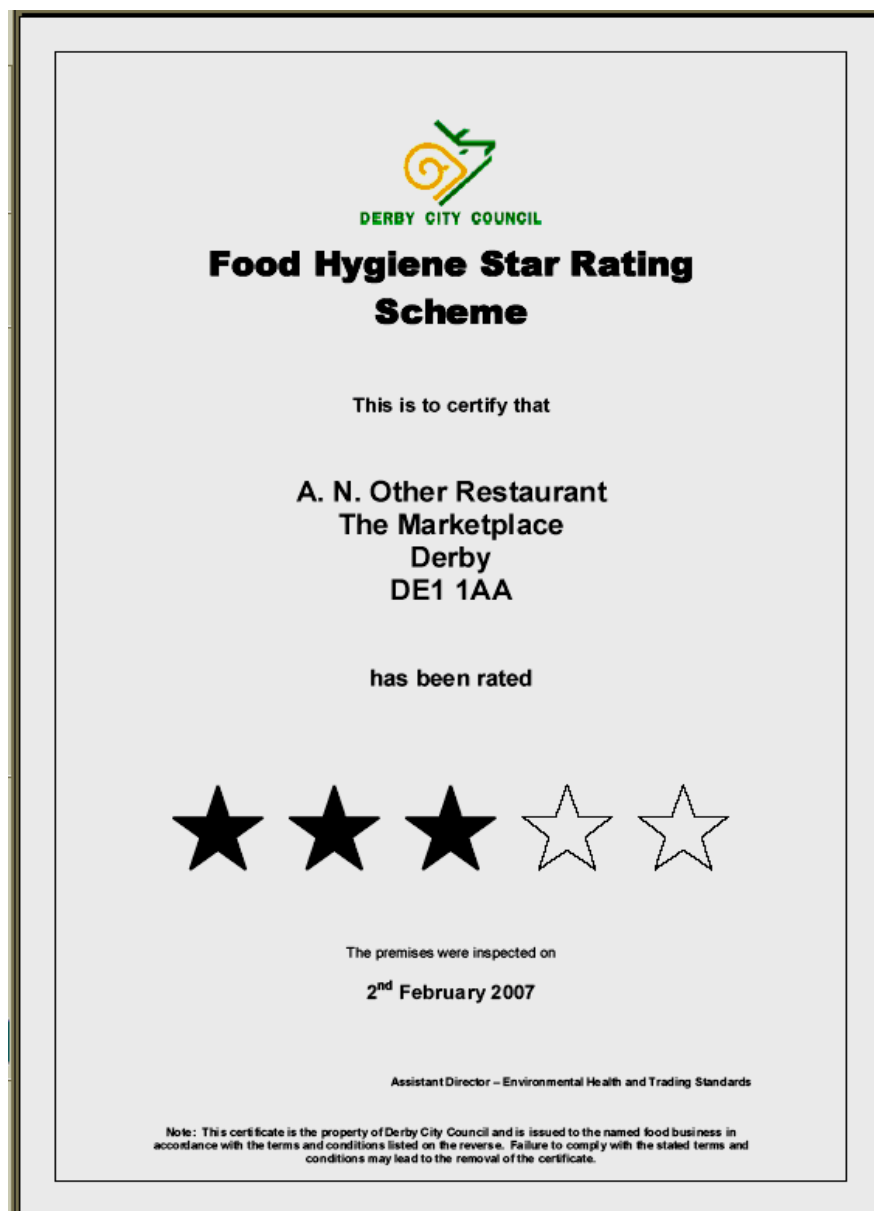 DERBY CITY COUNCIL
Food Hygiene Star Rating
Scheme
This is to certify that
A. N. Other Restaurant
The Marketplace
Derby
DE1 1AA
has been rated
The premises were inspected on
2nd February 2007
Assistant Director – Environmental Health and Trading Standards
Note: This certificate is the property of Derby City Council and is issued to the named food business in
accordance with the terms and conditions listed on the reverse. Failure to comply with the stated terms and
conditions may lead to the removal of the certificate.